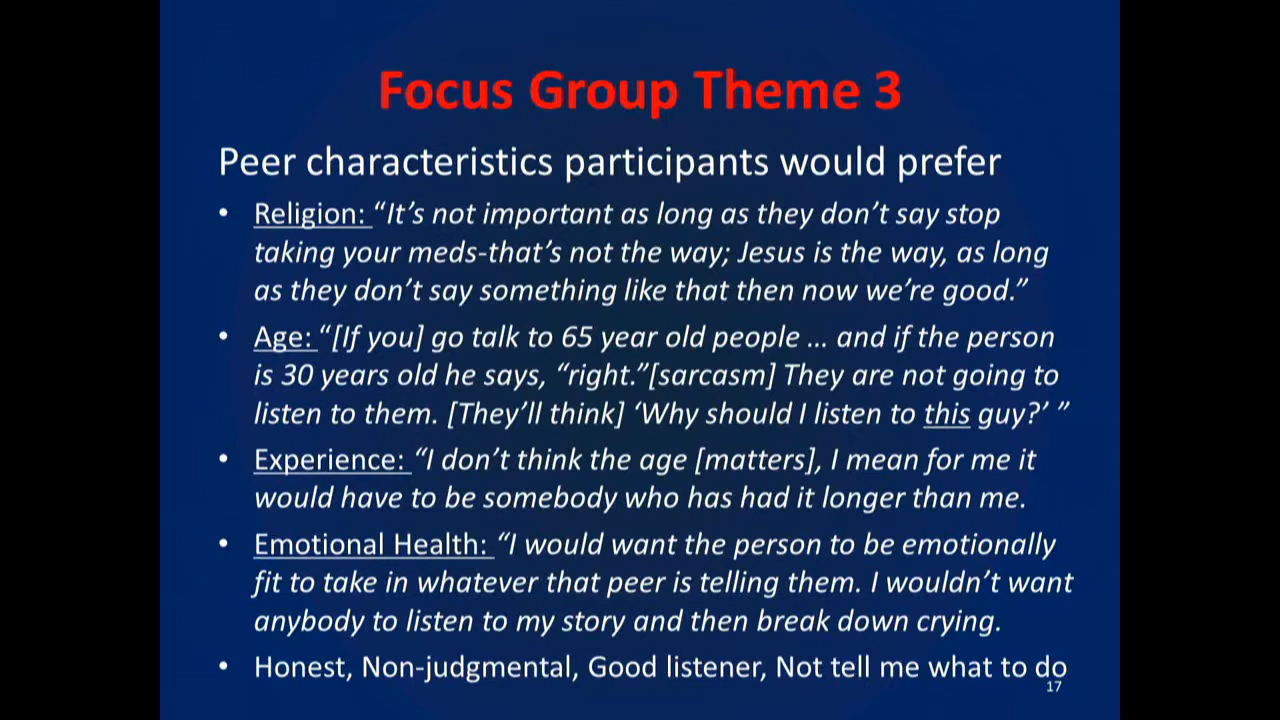 Focus Group Theme 3
Peer characteristics participants would prefer
• Religion: “It’s not important as long as they don’t say stop
taking your meds-that’s not the way; Jesus is the way, as long
as they don’t say something like that then now we’re good.”
• Age: “[If you] go talk to 65 year old people … and if the person
is 30 years old he says, “right.”[sarcasm] They are not going to
listen to them. [They’ll think] ‘Why should I listen to this guy?’ ”
• Experience: “I don’t think the age [matters], I mean for me it
would have to be somebody who has had it longer than me.
• Emotional Health: “I would want the person to be emotionally
fit to take in whatever that peer is telling them. I wouldn’t want
anybody to listen to my story and then break down crying.
• Honest, Non-judgmental, Good listener, Not tell me what to do
17